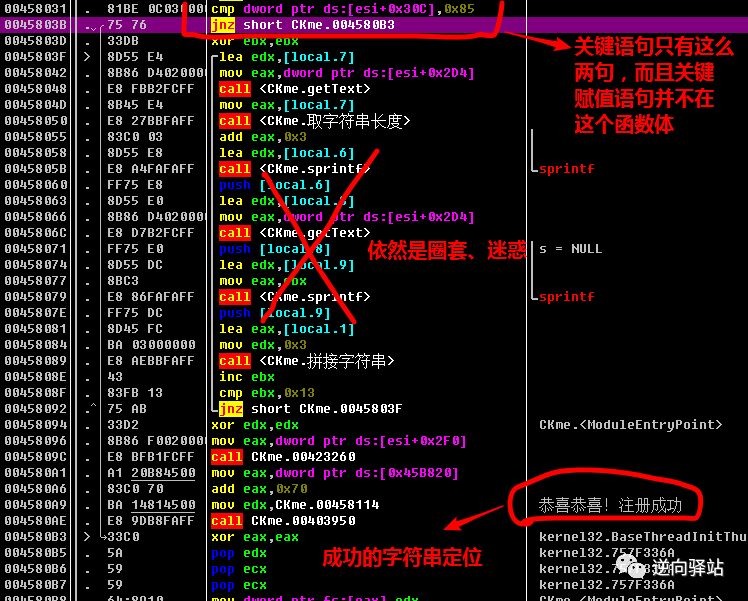 00458031 . 81BE 0C030000 cmp dword ptr ds:[esi+0x30C],0x85
0045803B . 75 76 jnz short CKme.004580B3
0045803D . 33DB xor ebx,ebx
0045803F > 8D55 E4 lea edx,[local.7]
00458042 . 8B86 D4020000 mov eax,dword ptr ds:[esi+0x2D4]
00458048 . E8 FBB2FCFF call <CKme.getText>
0045804D . 8B45 E4 mov eax,[local.7]
00458050 . E8 27BBFAFF call <CKme.取字符串长度>
00458055 . 83C0 03 add eax,0x3
00458058 . 8D55 E8 lea edx,[local.6]
0045805B . E8 A4FAFAFF call <CKme.sprintf> sprintf
00458060 . FF75 E8 push [local.6]
00458063 . 8D55 E0 lea edx,[local.8]
00458066 . 8B86 D4020000 mov eax,dword ptr ds:[esi+0x2D4]
0045806C . E8 D7B2FCFF call <CKme.getText>
00458071 . FF75 E0 push [local.8] s = NULL
00458074 . 8D55 DC lea edx,[local.9]
00458077 . 8BC3 mov eax,ebx
00458079 . E8 86FAFAFF call <CKme.sprintf> sprintf
0045807E . FF75 DC push [local.9]
00458081 . 8D45 FC lea eax,[local.1]
00458084 . BA 03000000 mov edx,0x3
00458089 . E8 AEBBFAFF call <CKme.拼接字符串>
0045808E . 43 inc ebx
0045808F . 83FB 13 cmp ebx,0x13
00458092 .^ 75 AB jnz short CKme.0045803F
00458094 . 33D2 xor edx,edx CKme.<ModuleEntryPoint>
00458096 . 8B86 F0020000 mov eax,dword ptr ds:[esi+0x2F0]
0045809C . E8 BFB1FCFF call CKme.00423260
004580A1 . A1 20B84500 mov eax,dword ptr ds:[0x45B820]
004580A6 . 83C0 70 add eax,0x70
004580A9 . BA 14814500 mov edx,CKme.00458114 恭喜恭喜！注册成功
004580AE . E8 9DB8FAFF call CKme.00403950
004580B3 > 33C0 xor eax,eax kernel32.BaseThreadInitThu
004580B5 . 5A pop edx kernel32.757F336A
004580B6 . 59 pop ecx kernel32.757F336A
004580B7 . 59 pop ecx kernel32.757F336A
004580B8 . 64:8910 mov dword ptr fs:[eax],edx CKme.<ModuleEntryPoint>
关键语句只有这么
两句，而且关键
赋值语句并不在
这个函数体
依然是圈套、迷惑
成功的字符串定位
逆向驿站